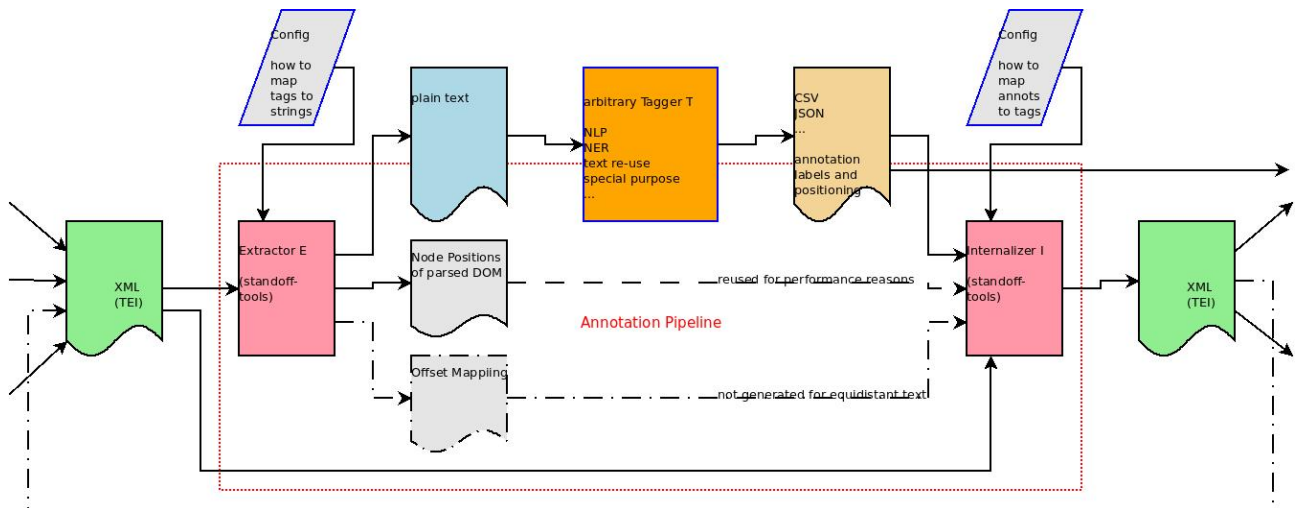 Config
how to
map
tags to
strings
plain text
arbitrary Tagger T
NLP
NER
text re-use
special purpose
...
CSV
JSON
...
annotation
labels and
positioning
Config
how to
map
annots
to tags
XML
(TEI)
Extractor E
(standoff-
tools)
Node Positions
of parsed DOM
reused for performance reasons
Annotation Pipeline
Offset Mappling
not generated for equidistant text
Internalizer I
(standoff-
tools)
XML
(TEI)